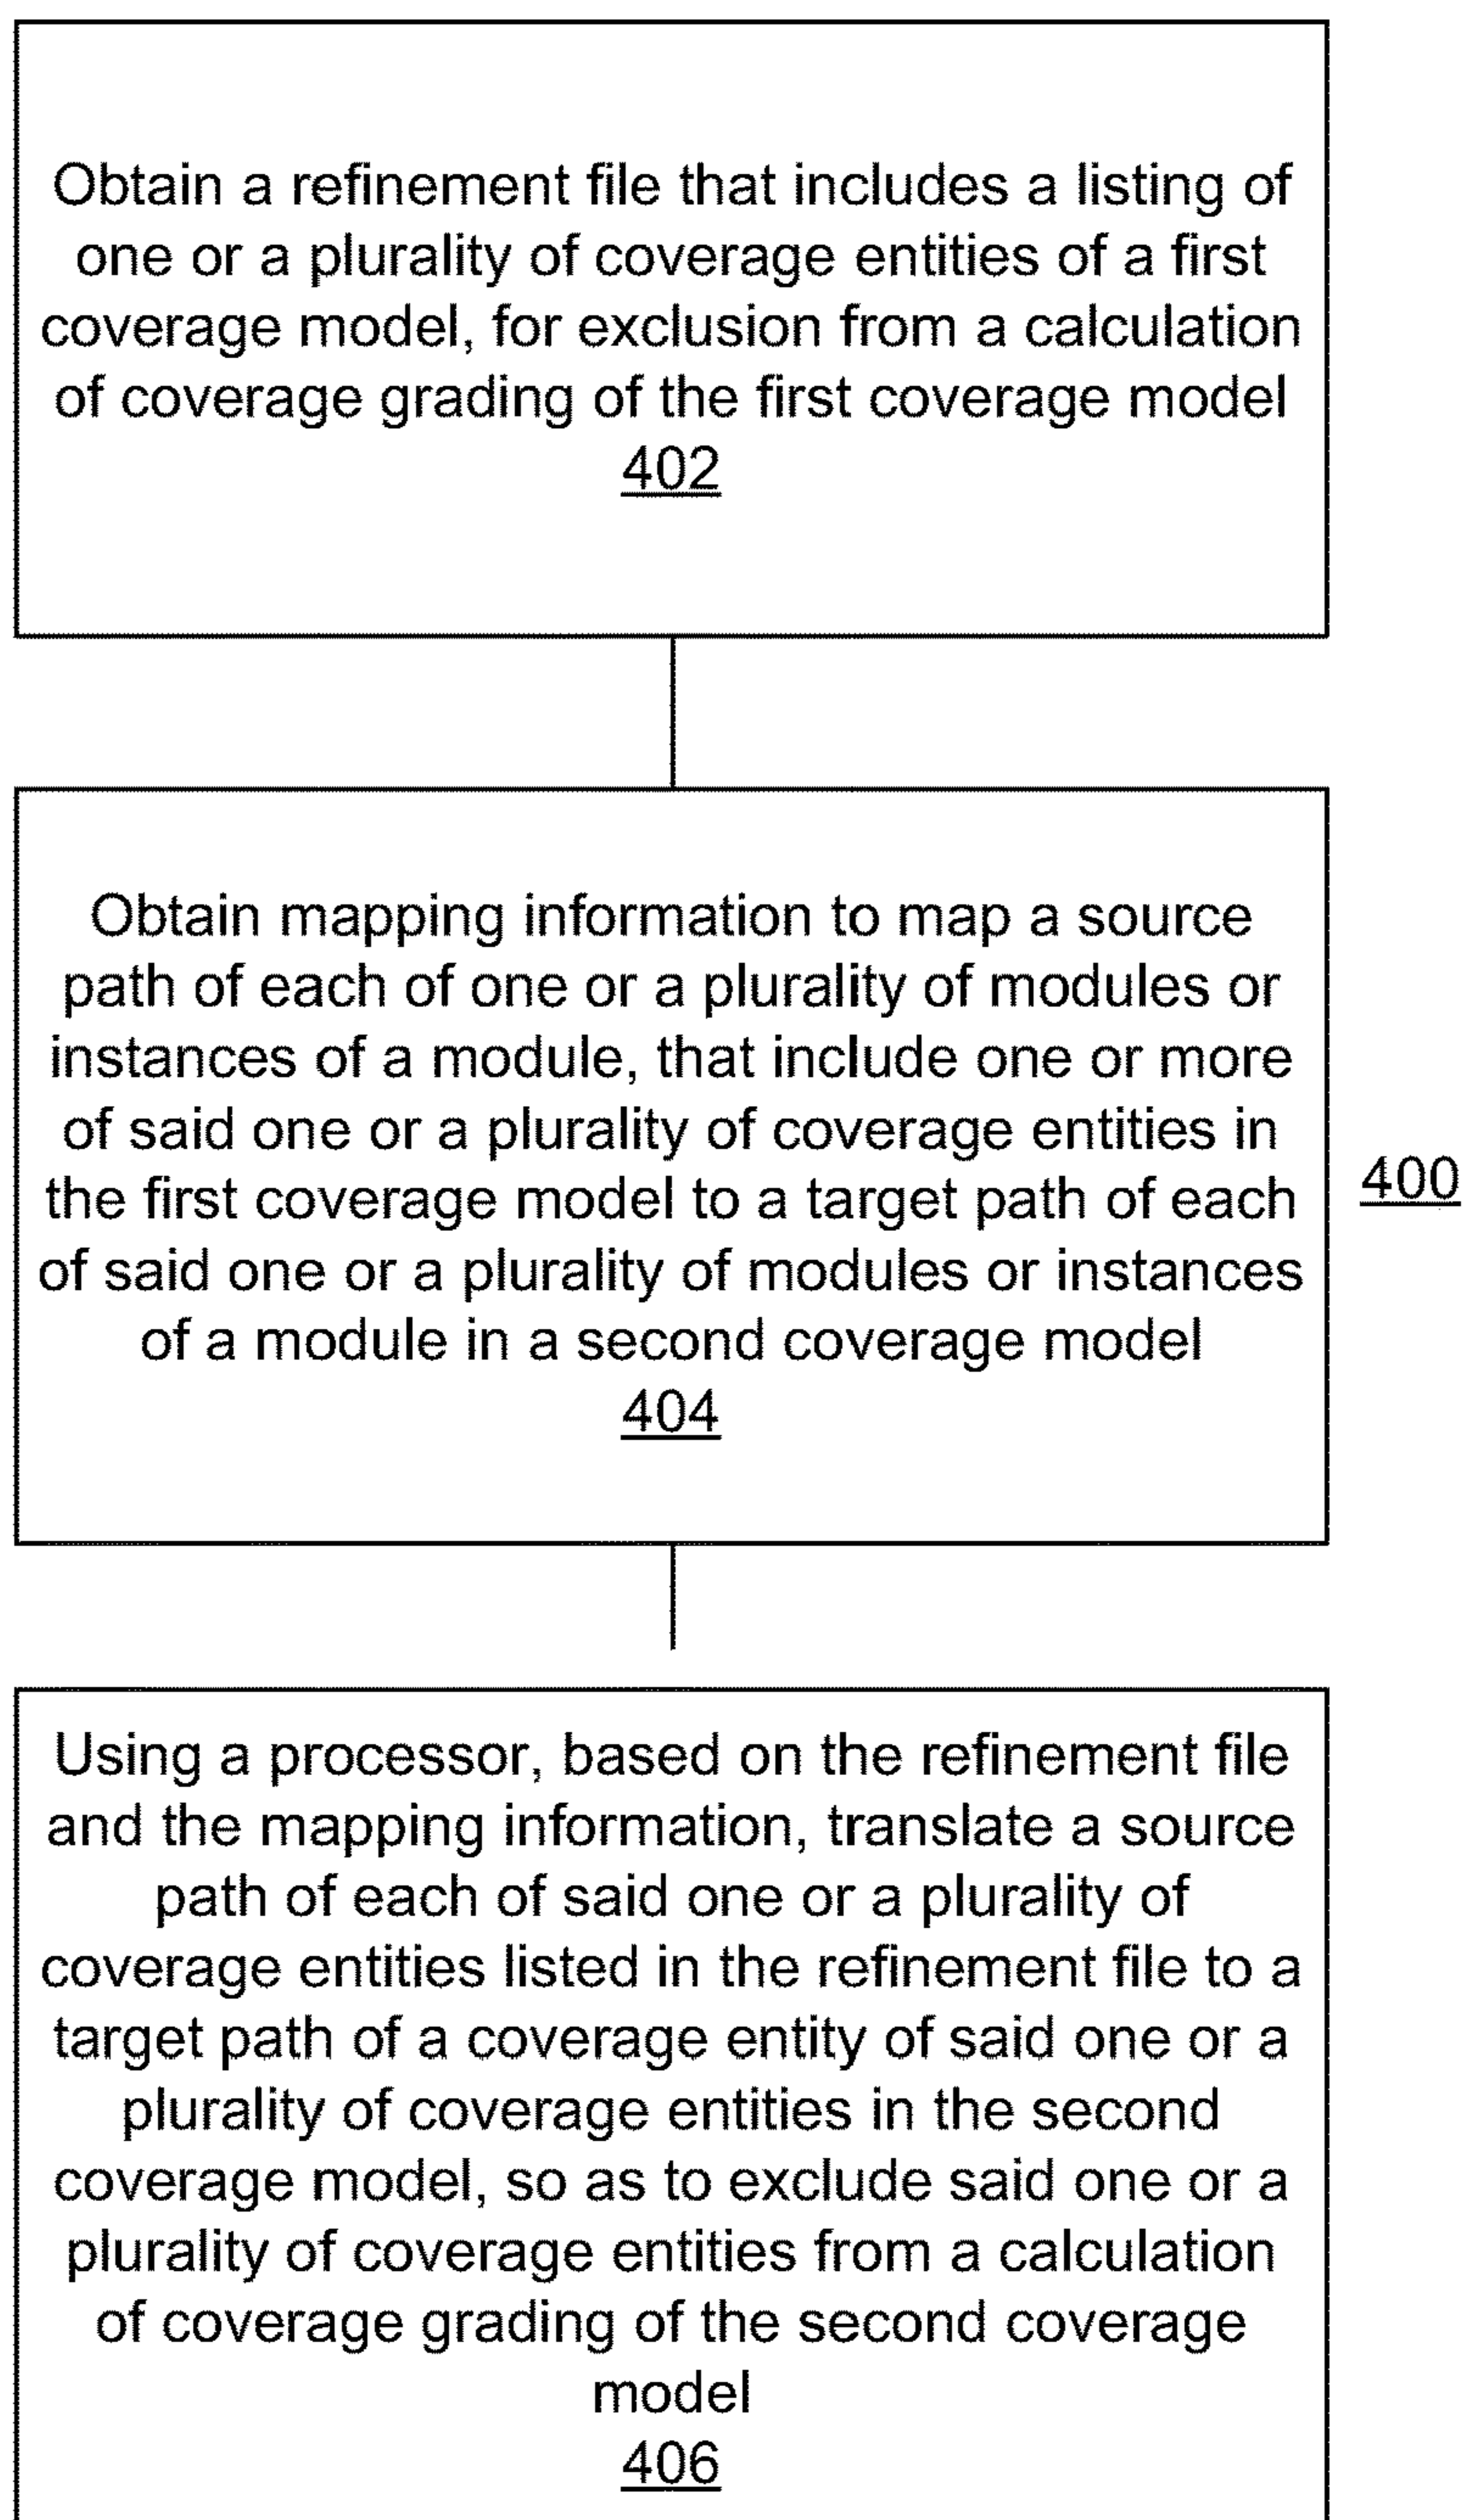 Obtain a refinement file that includes a listing of
one or a plurality of coverage entities of a first
coverage model, for exclusion from a calculation
of coverage grading of the first coverage model
402
Obtain mapping information to map a source
path of each of one or a plurality of modules or
instances of a module, that include one or more
of said one or a plurality of coverage entities in
the first coverage model to a target path of each
of said one or a plurality of modules or instances
of a module in a second coverage model
404
400
Using a processor, based on the refinement file
and the mapping information, translate a source
path of each of said one or a plurality of
coverage entities listed in the refinement file to a
target path of a coverage entity of said one or a
plurality of coverage entities in the second
coverage model, so as to exclude said one or a
plurality of coverage entities from a calculation
of coverage grading of the second coverage
model
406